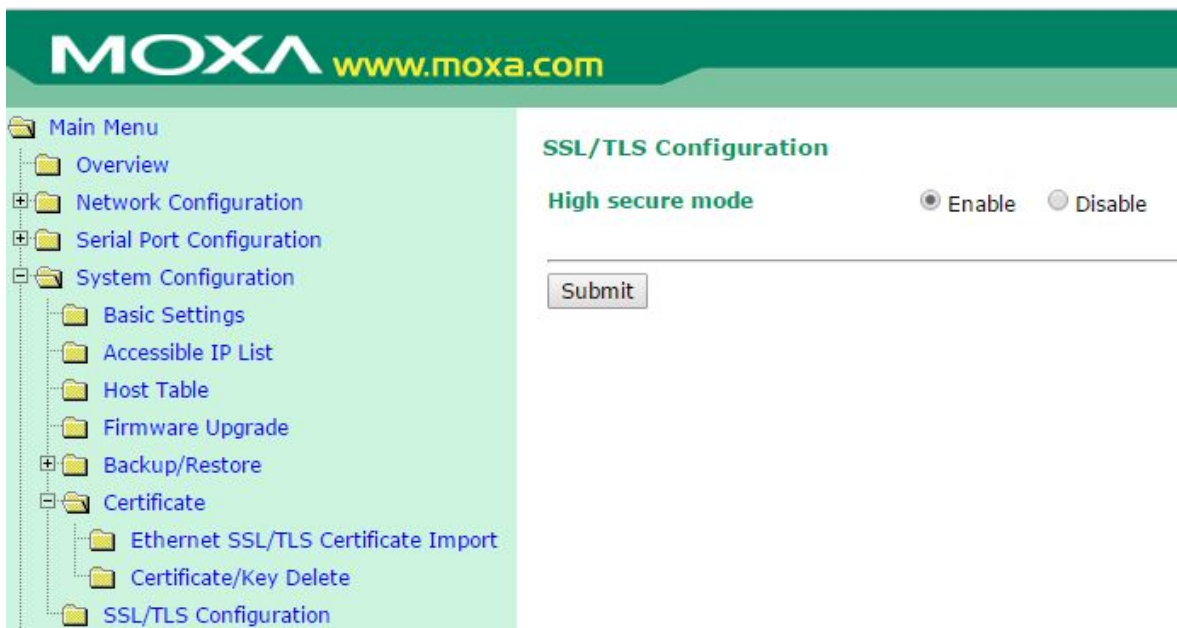 MOXA www.moxa.com
Main Menu
Overview
Network Configuration
Serial Port Configuration
System Configuration
Basic Settings
Accessible IP List
Host Table
Firmware Upgrade
Backup/Restore
Certificate
Ethernet SSL/TLS Certificate Import
Certificate/Key Delete
SSL/TLS Configuration
SSL/TLS Configuration
High secure mode Enable Disable
Submit